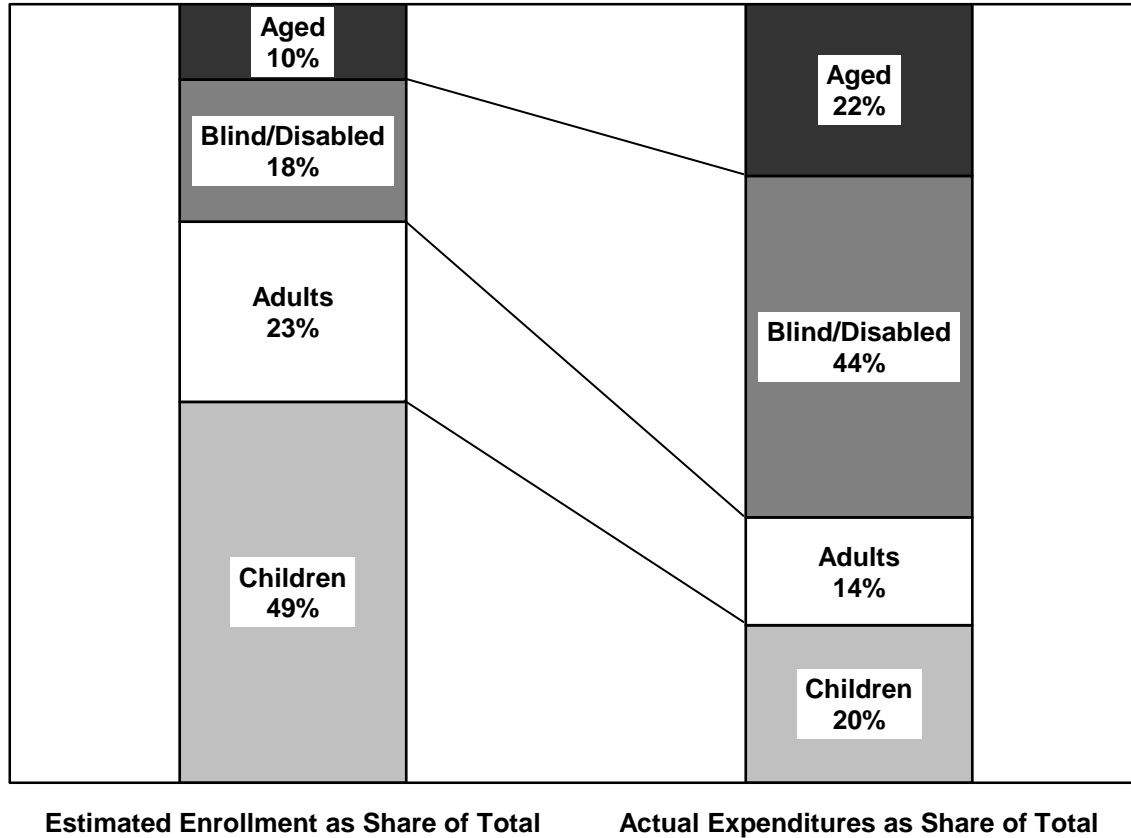 Aged
10%
Blind/Disabled
18%
Adults
23%
Children
49%
Aged
22%
Blind/Disabled
44%
Adults
14%
Children
20%
Estimated Enrollment as Share of Total
Actual Expenditures as Share of Total